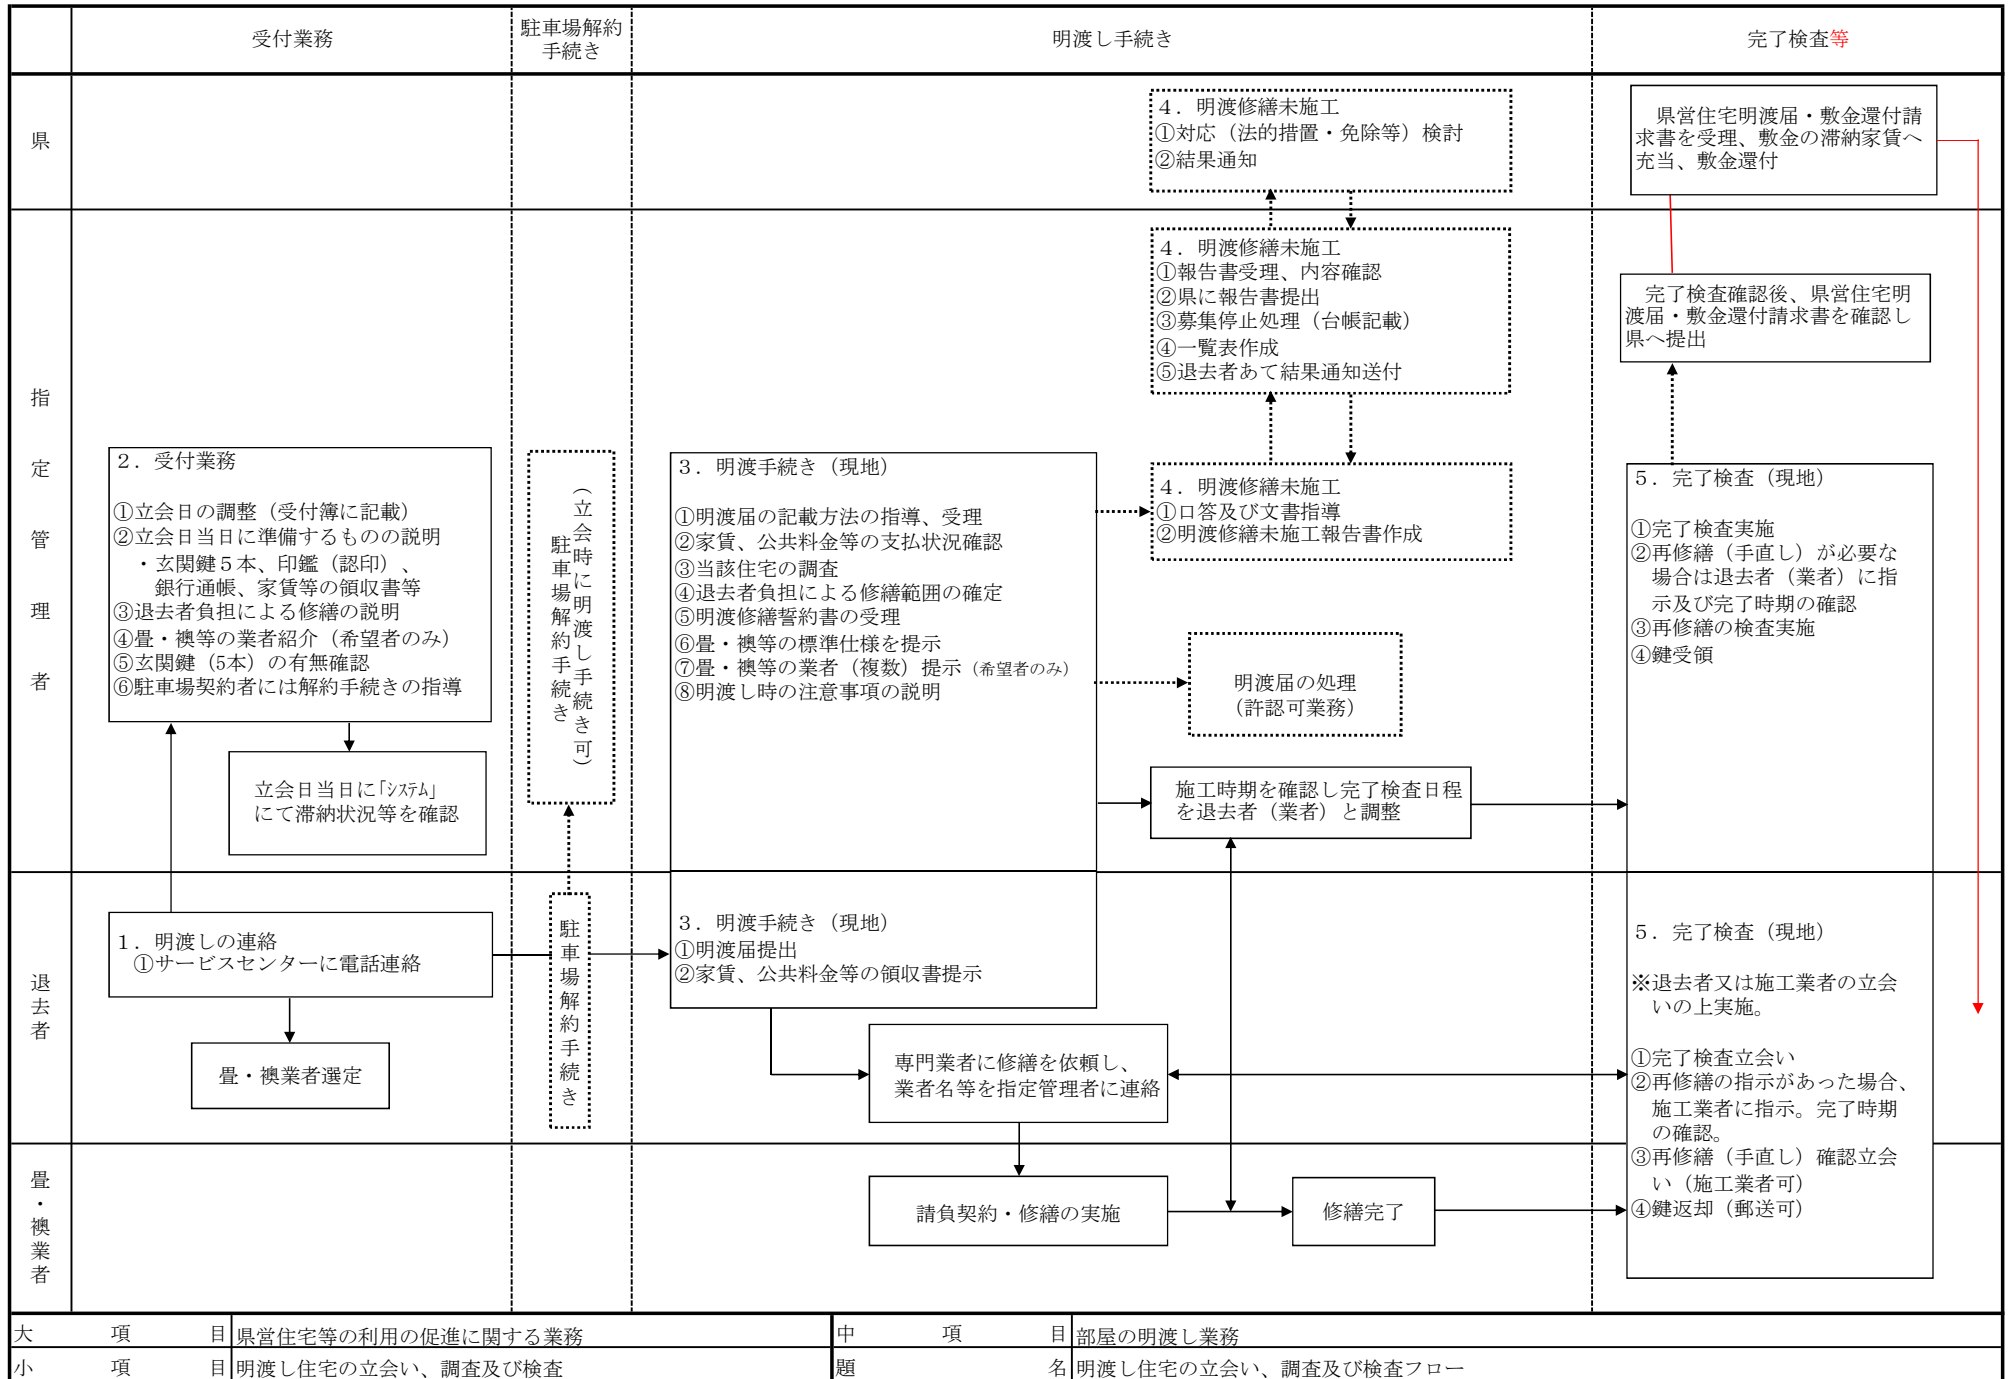 受付業務
駐車場解約
手続き
明渡し手続き
完了検査等
県
４．明渡修繕未施工
①対応（法的措置・免除等）検討
②結果通知
県営住宅明渡届・敷金還付請
求書を受理、敷金の滞納家賃へ
充当、敷金還付
指定管理者
４．明渡修繕未施工
①報告書受理、内容確認
②県に報告書提出
③募集停止処理（台帳記載）
④一覧表作成
⑤退去者あて結果通知送付
完了検査確認後、県営住宅明
渡届・敷金還付請求書を確認し
県へ提出
２．受付業務
①立会日の調整（受付簿に記載）
②立会日当日に準備するものの説明
・玄関鍵５本、印鑑（認印）、
銀行通帳、家賃等の領収書等
③退去者負担による修繕の説明
④畳・襖等の業者紹介（希望者のみ）
⑤玄関鍵（5本）の有無確認
⑥駐車場契約者には解約手続きの指導
立会日当日に「ｼｽﾃﾑ」
にて滞納状況等を確認
駐車場解約手続き
（立会時に明渡し手続き可）
３．明渡手続き（現地）
①明渡届の記載方法の指導、受理
②家賃、公共料金等の支払状況確認
③当該住宅の調査
④退去者負担による修繕範囲の確定
⑤明渡修繕誓約書の受理
⑥畳・襖等の標準仕様を提示
⑦畳・襖等の業者（複数）提示（希望者のみ）
⑧明渡し時の注意事項の説明
４．明渡修繕未施工
①口答及び文書指導
②明渡修繕未施工報告書作成
明渡届の処理
（許認可業務）
施工時期を確認し完了検査日程
を退去者（業者）と調整
５．完了検査（現地）
①完了検査実施
②再修繕（手直し）が必要な
場合は退去者（業者）に指
示及び完了時期の確認
③再修繕の検査実施
④鍵受領
退去者
１．明渡しの連絡
①サービスセンターに電話連絡
畳・襖業者選定
駐車場解約手続き
３．明渡手続き（現地）
①明渡届提出
②家賃、公共料金等の領収書提示
専門業者に修繕を依頼し、
業者名等を指定管理者に連絡
５．完了検査（現地）
※退去者又は施工業者の立会
いの上実施。
①完了検査立会い
②再修繕の指示があった場合、
施工業者に指示。完了時期
の確認。
③再修繕（手直し）確認立会
い（施工業者可）
④鍵返却（郵送可）
畳・襖業者
請負契約・修繕の実施
修繕完了
大項目 県営住宅等の利用の促進に関する業務
中項目 部屋の明渡し業務
小項目 明渡し住宅の立会い、調査及び検査
題名 明渡し住宅の立会い、調査及び検査フロー